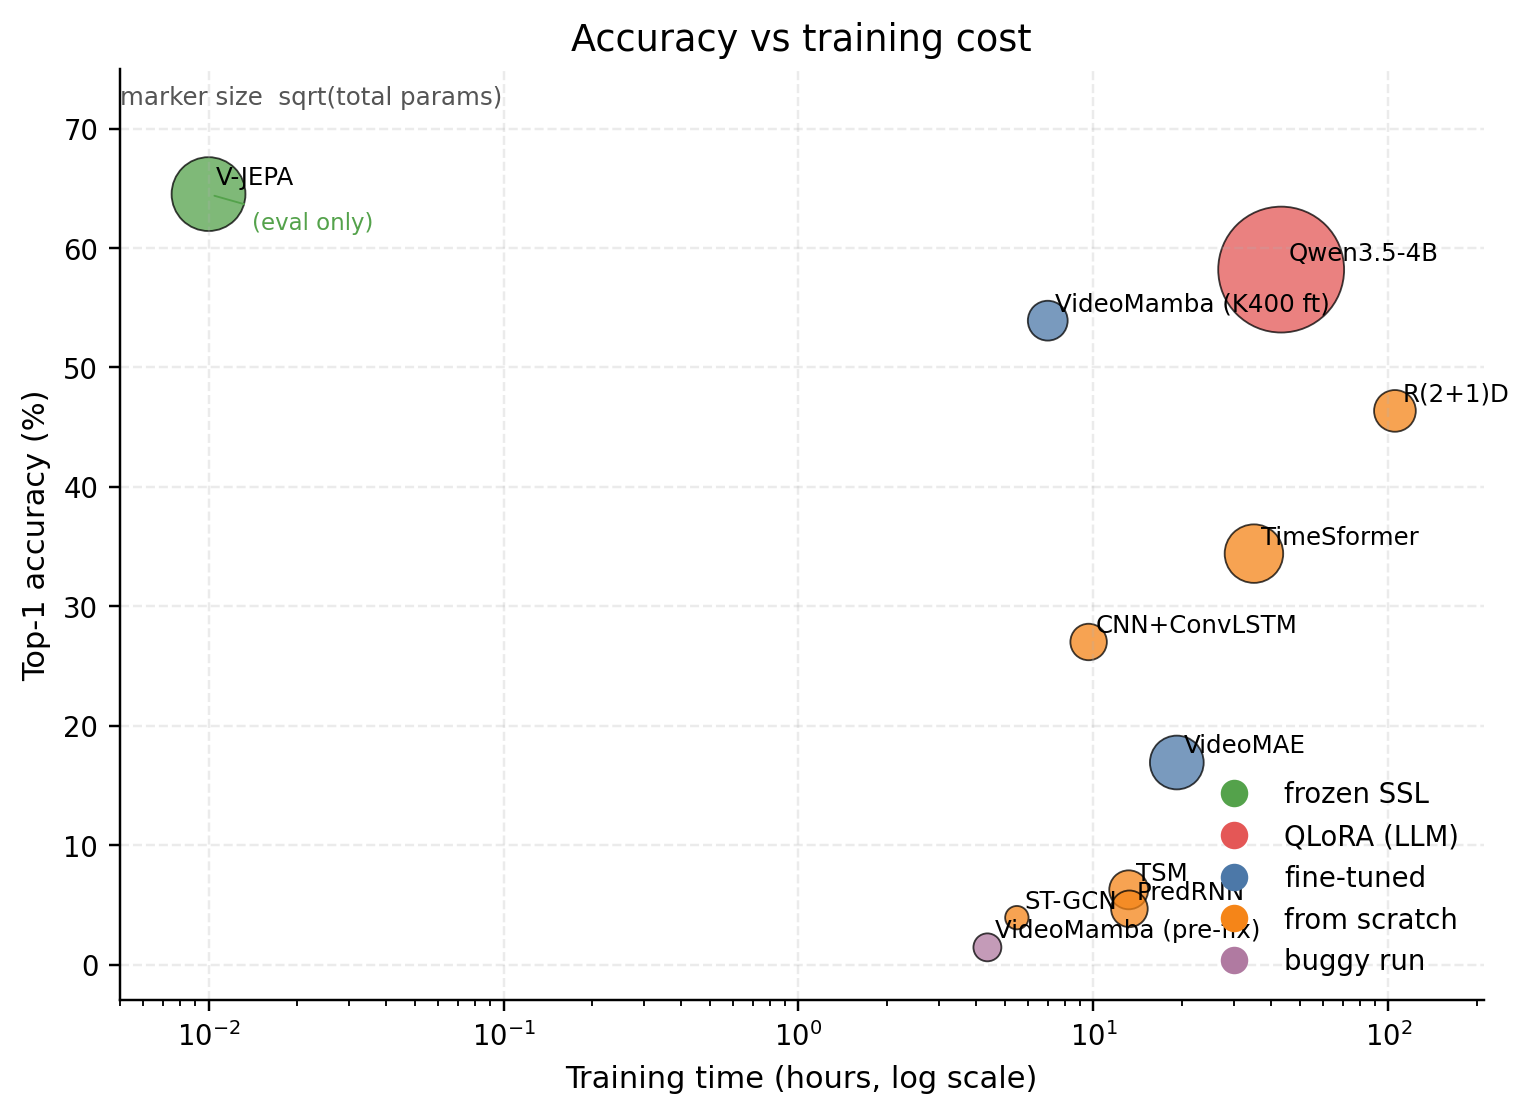 Accuracy vs training cost
marker size  sqrt(total params)
70
V-JEPA
(eval only)
60
Qwen3.5-4B
VideoMamba (K400 ft)
50
R(2+1)D
40
TimeSformer
30
CNN+ConvLSTM
20
VideoMAE
10
TSM
PredRNN
ST-GCN
VideoMamba (pre-fix)
0
frozen SSL
QLoRA (LLM)
fine-tuned
from scratch
buggy run
Top-1 accuracy (%)
10⁻² 10⁻¹ 10⁰ 10¹ 10²
Training time (hours, log scale)